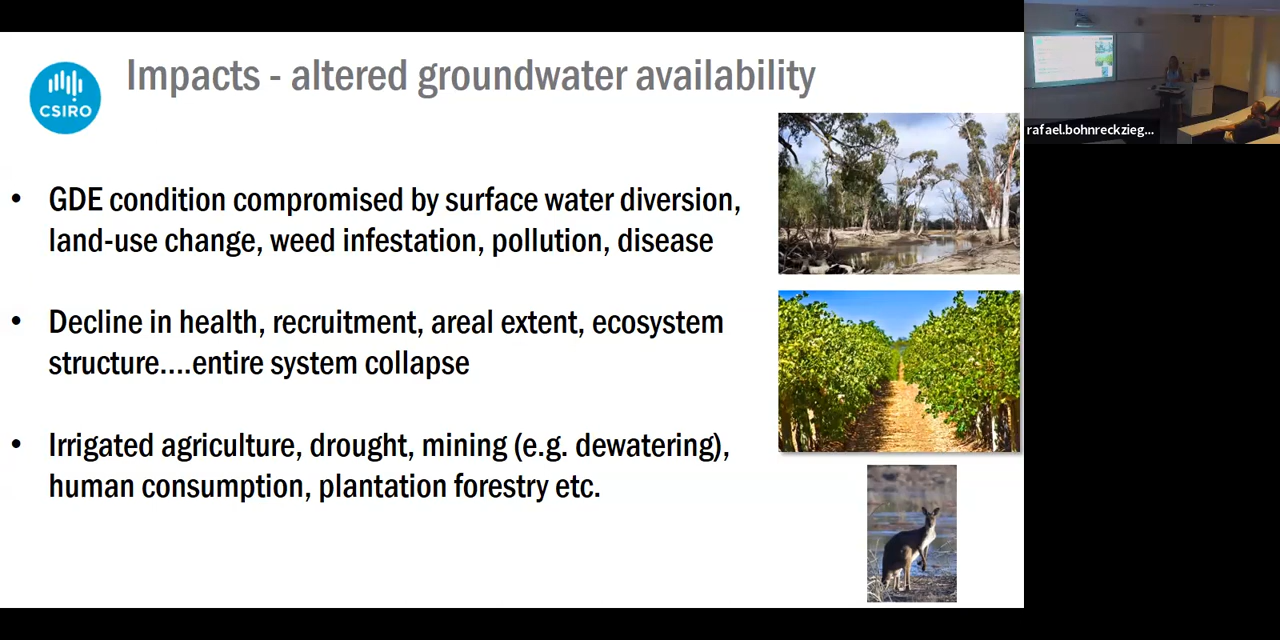 Impacts - altered groundwater availability
CSIRO
• GDE condition compromised by surface water diversion,
land-use change, weed infestation, pollution, disease
• Decline in health, recruitment, areal extent, ecosystem
structure....entire system collapse
• Irrigated agriculture, drought, mining (e.g. dewatering),
human consumption, plantation forestry etc.
rafael.bohnreckzieg...